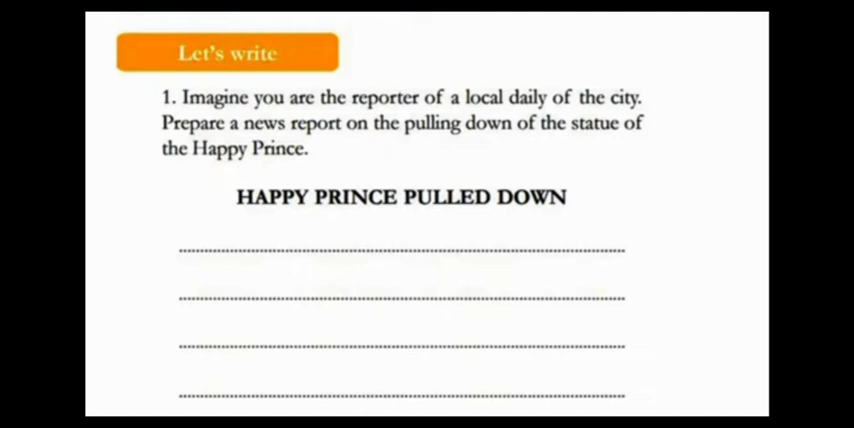 Let's write
1. Imagine you are the reporter of a local daily of the city.
Prepare a news report on the pulling down of the statue of
the Happy Prince.
HAPPY PRINCE PULLED DOWN